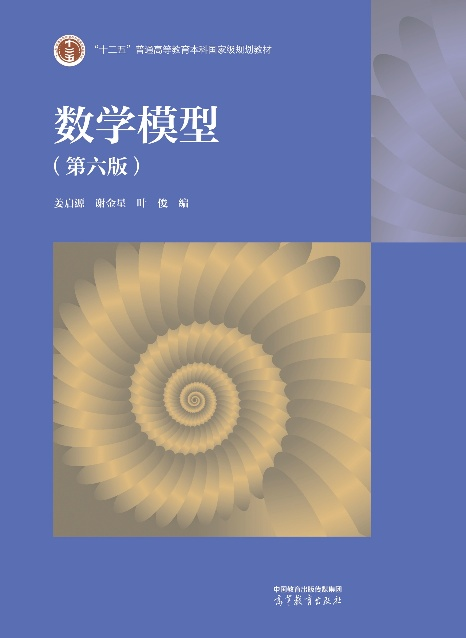 “十二五”普通高等教育本科国家级规划教材
数学模型
（第六版）
姜启源 谢金星 叶 俊 编
中国教育出版传媒集团
高等教育出版社